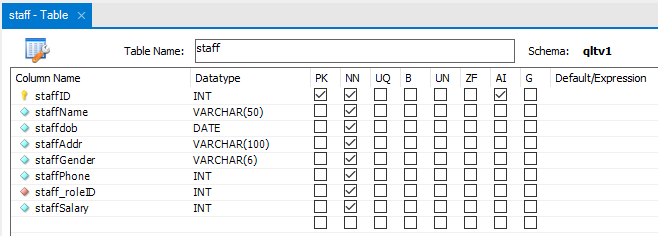 staff - Table ×
Table Name: staff Schema: qltv1
Column Name Datatype PK NN UQ B UN ZF AI G Default/Expression
staffID INT
staffName VARCHAR(50)
staffdob DATE
staffAddr VARCHAR(100)
staffGender VARCHAR(6)
staffPhone INT
staff_roleID INT
staffSalary INT